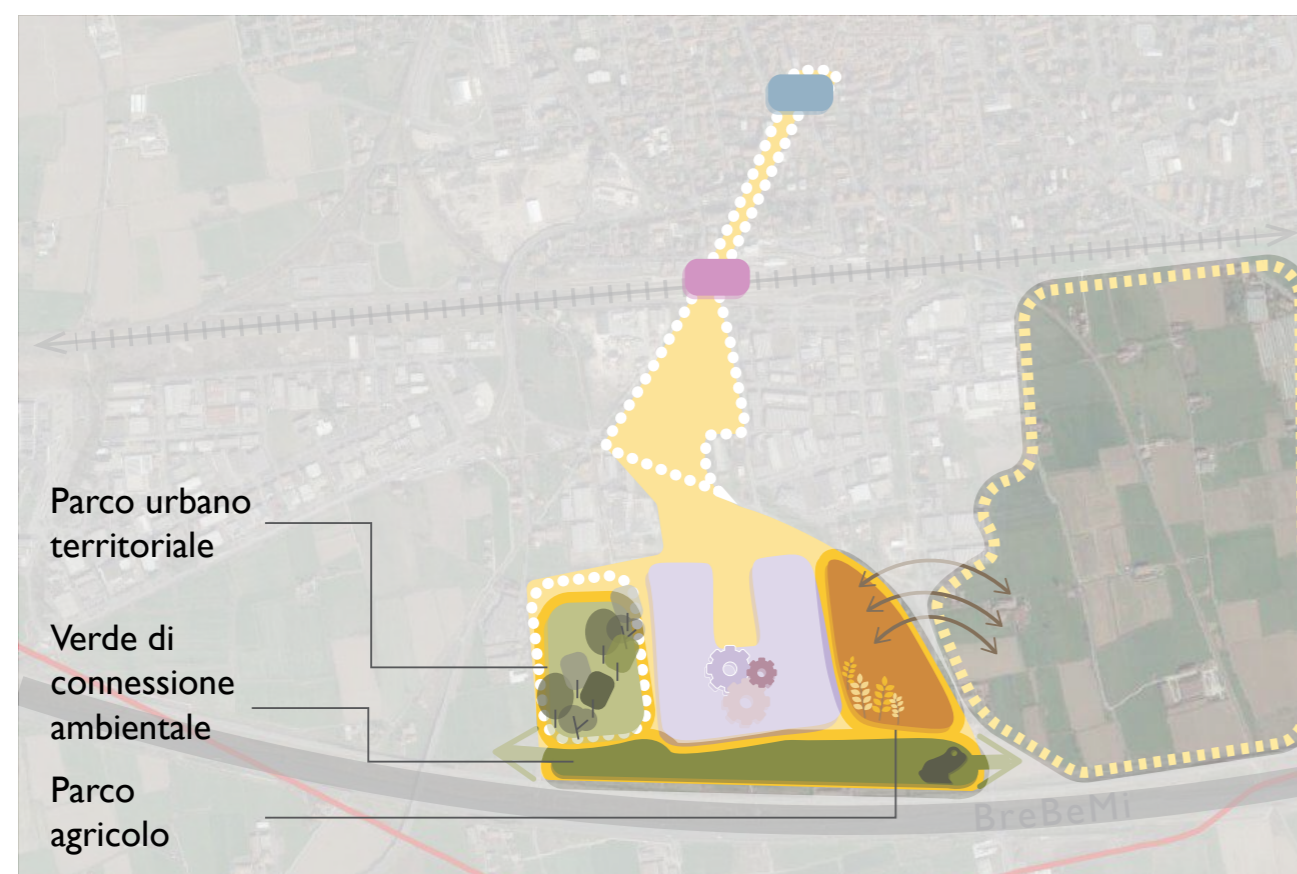 Parco urbano
territoriale
Verde di
connessione
ambientale
Parco
agricolo
BreBeMi